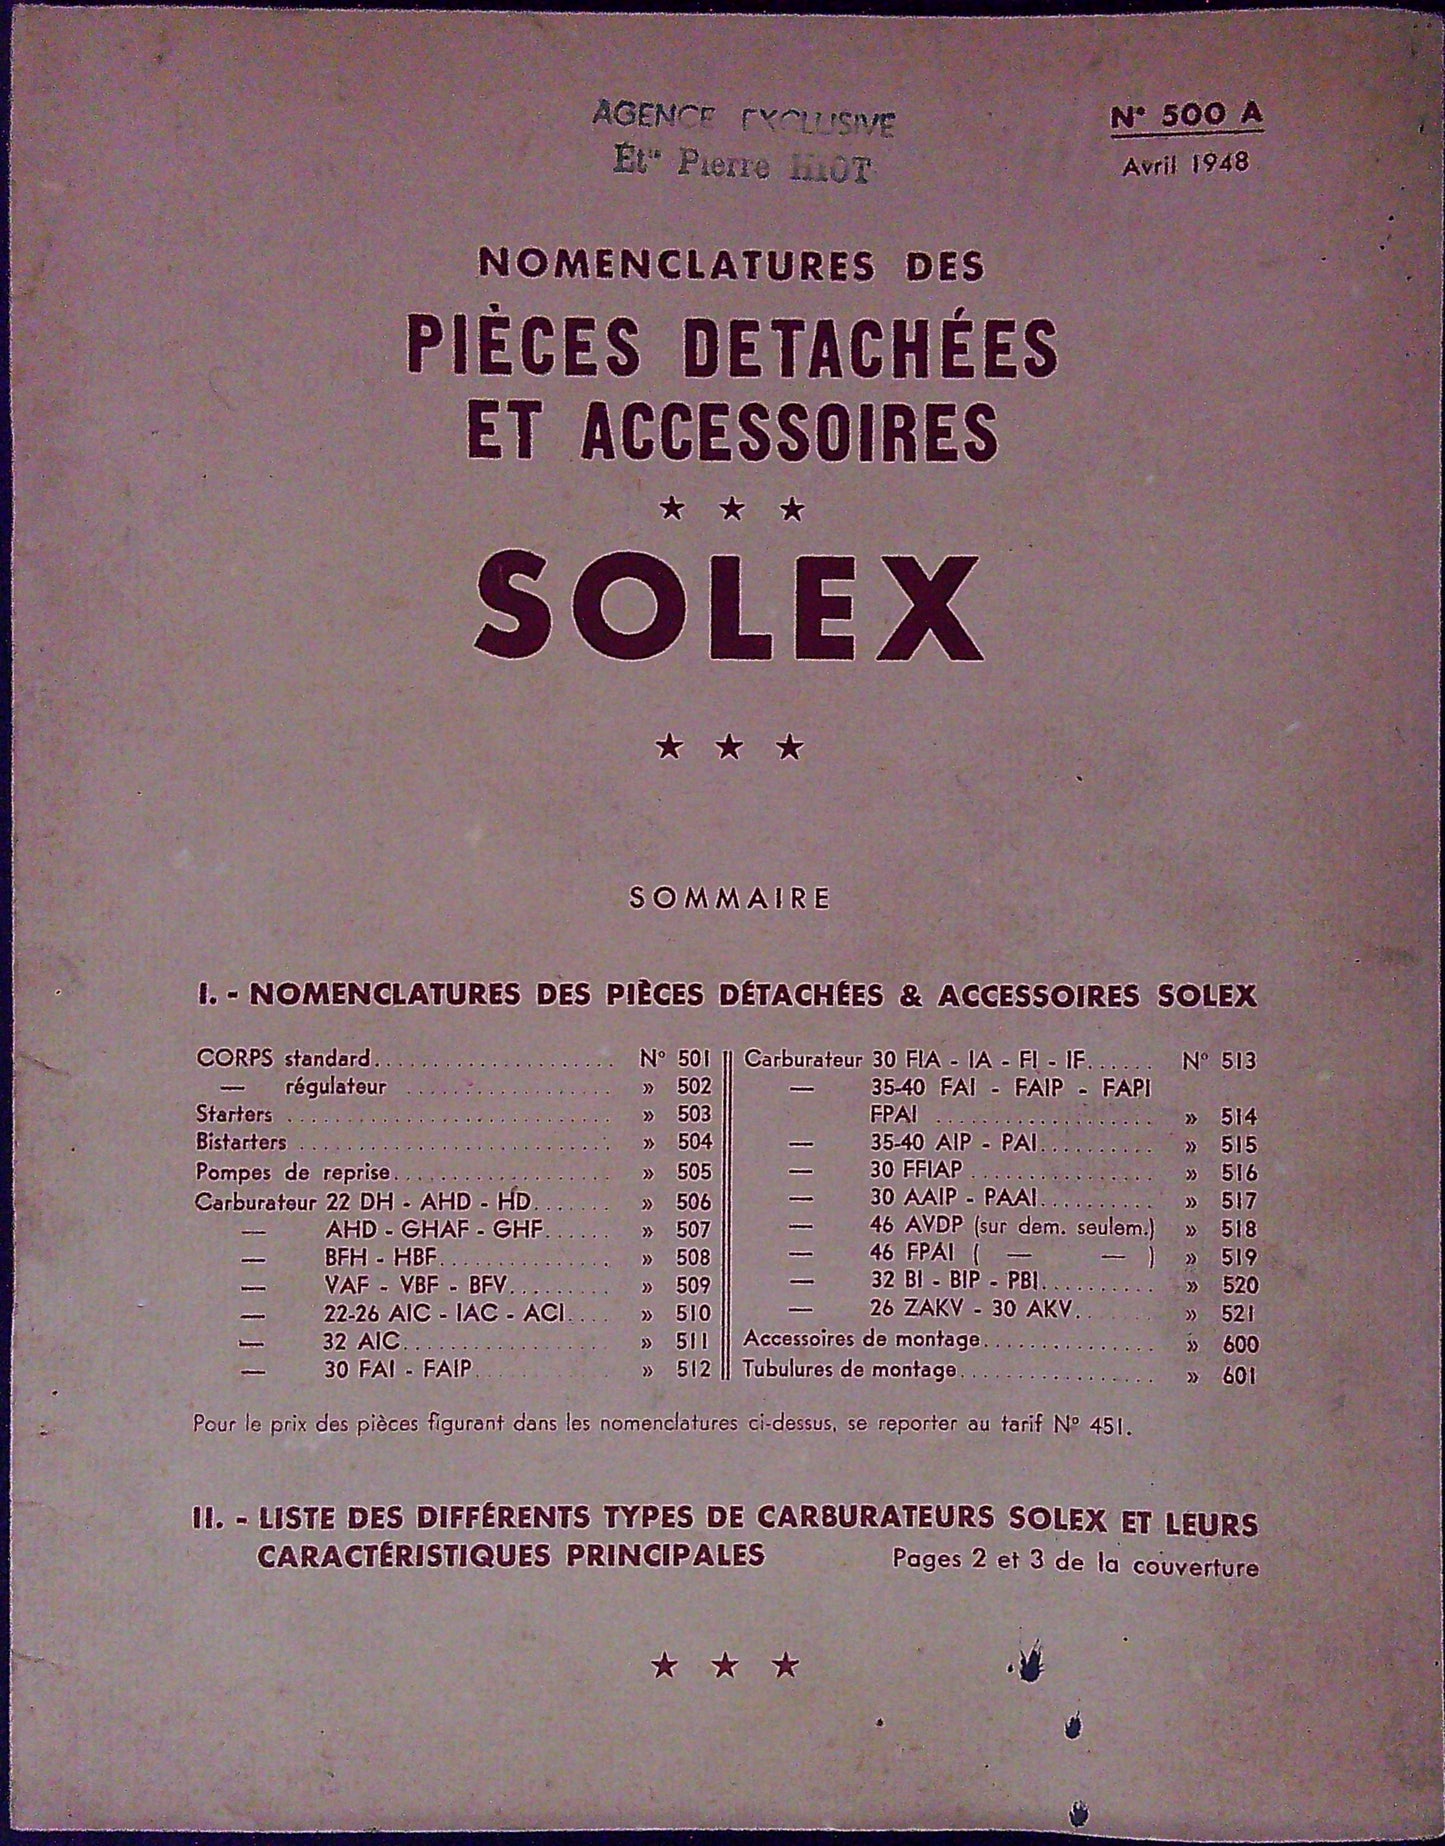 AGENCE EXCLUSIVE
Éts Pierre
N° 500 A
Avril 1948
NOMENCLATURES DES
PIÈCES DETACHÉES
ET ACCESSOIRES
★ ★ ★
SOLEX
★ ★ ★
SOMMAIRE
I. - NOMENCLATURES DES PIÈCES DÉTACHÉES & ACCESSOIRES SOLEX
CORPS standard. . . . . . . . . . . . . . . . . . . . . N° 501
— régulateur . . . . . . . . . . . . . . . . . . » 502
Starters . . . . . . . . . . . . . . . . . . . . . . . . . . . . » 503
Bistarters . . . . . . . . . . . . . . . . . . . . . . . . . . . » 504
Pompes de reprise. . . . . . . . . . . . . . . . . . . » 505
Carburateur 22 DH - AHD - HD. . . . . . . » 506
— AHD - GHAF - GHF. . . . . . » 507
— BFH - HBF. . . . . . . . . . . . . . . » 508
— VAF - VBF - BFV. . . . . . . . . » 509
— 22-26 AIC - IAC - ACI. . . . » 510
— 32 AIC. . . . . . . . . . . . . . . . . . » 511
— 30 FAI - FAIP. . . . . . . . . . . . » 512
Carburateur 30 FIA - IA - FI - IF. . . . . . N° 513
— 35-40 FAI - FAIP - FAPI
FPAI . . . . . . . . . . . . . . . . . . . » 514
— 35-40 AIP - PAI. . . . . . . . . . » 515
— 30 FFIAP . . . . . . . . . . . . . . . . » 516
— 30 AAIP - PAAI. . . . . . . . . . » 517
— 46 AVDP (sur dem. seulem.) » 518
— 46 FPAI ( — — ) » 519
— 32 BI - BIP - PBI. . . . . . . . . . » 520
— 26 ZAKV - 30 AKV. . . . . . . » 521
Accessoires de montage. . . . . . . . . . . . . . . » 600
Tubulures de montage. . . . . . . . . . . . . . . . . » 601
Pour le prix des pièces figurant dans les nomenclatures ci-dessus, se reporter au tarif N° 451.
II. - LISTE DES DIFFÉRENTS TYPES DE CARBURATEURS SOLEX ET LEURS
CARACTÉRISTIQUES PRINCIPALES Pages 2 et 3 de la couverture
★ ★ ★